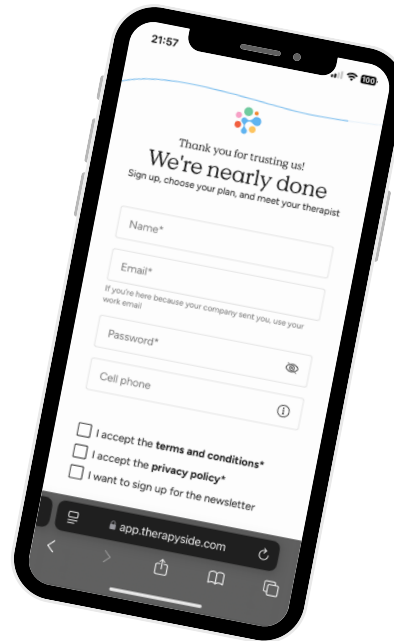 21:57
100
Thank you for trusting us!
We're nearly done
Sign up, choose your plan, and meet your therapist
Name*
Email*
If you're here because your company sent you, use your
work email
Password*
Cell phone
I accept the terms and conditions*
I accept the privacy policy*
I want to sign up for the newsletter
app.therapyside.com